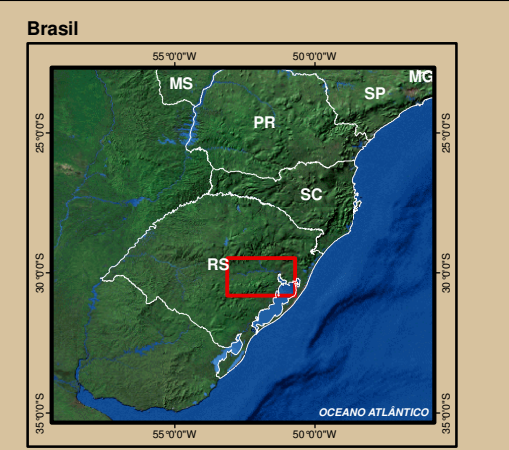 Brasil
55°0'0"W 50°0'0"W
MS
MG
SP
PR
25°0'0"S 25°0'0"S
SC
RS
30°0'0"S 30°0'0"S
OCEANO ATLÂNTICO
35°0'0"S 35°0'0"S
55°0'0"W 50°0'0"W